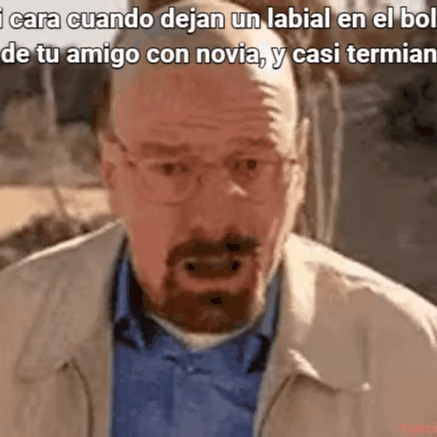 i cara cuando dejan un labial en el bol
de tu amigo con novia, y casi termian